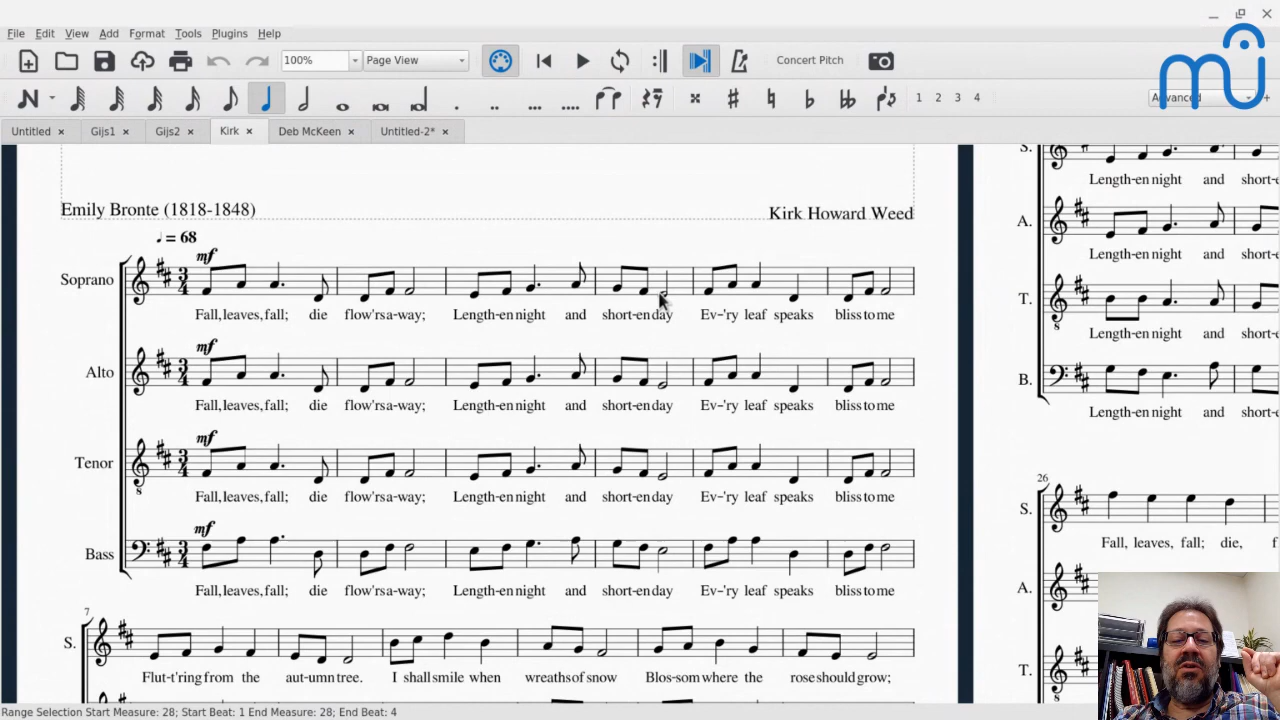 File Edit View Add Format Tools Plugins Help
100% Page View Concert Pitch
1 2 3 4 Advanced +
Untitled × Gijs1 × Gijs2 × Kirk × Deb McKeen × Untitled-2* ×
Emily Bronte (1818-1848)
Kirk Howard Weed
♩ = 68
mf
Soprano
Fall, leaves, fall; die flow'rs a-way; Length-en night and short-en day Ev-'ry leaf speaks bliss to me
mf
Alto
Fall, leaves, fall; die flow'rs a-way; Length-en night and short-en day Ev-'ry leaf speaks bliss to me
mf
Tenor
Fall, leaves, fall; die flow'rs a-way; Length-en night and short-en day Ev-'ry leaf speaks bliss to me
mf
Bass
Fall, leaves, fall; die flow'rs a-way; Length-en night and short-en day Ev-'ry leaf speaks bliss to me
7
S.
Flut-t'ring from the aut-umn tree. I shall smile when wreaths of snow Blos-som where the rose should grow;
S.
Length-en night and short-e
A.
Length-en night and short-e
T.
Length-en night and short-e
B.
Length-en night and short-e
26
S.
Fall, leaves, fall; die, f
A.
T.
Range Selection Start Measure: 28; Start Beat: 1 End Measure: 28; End Beat: 4